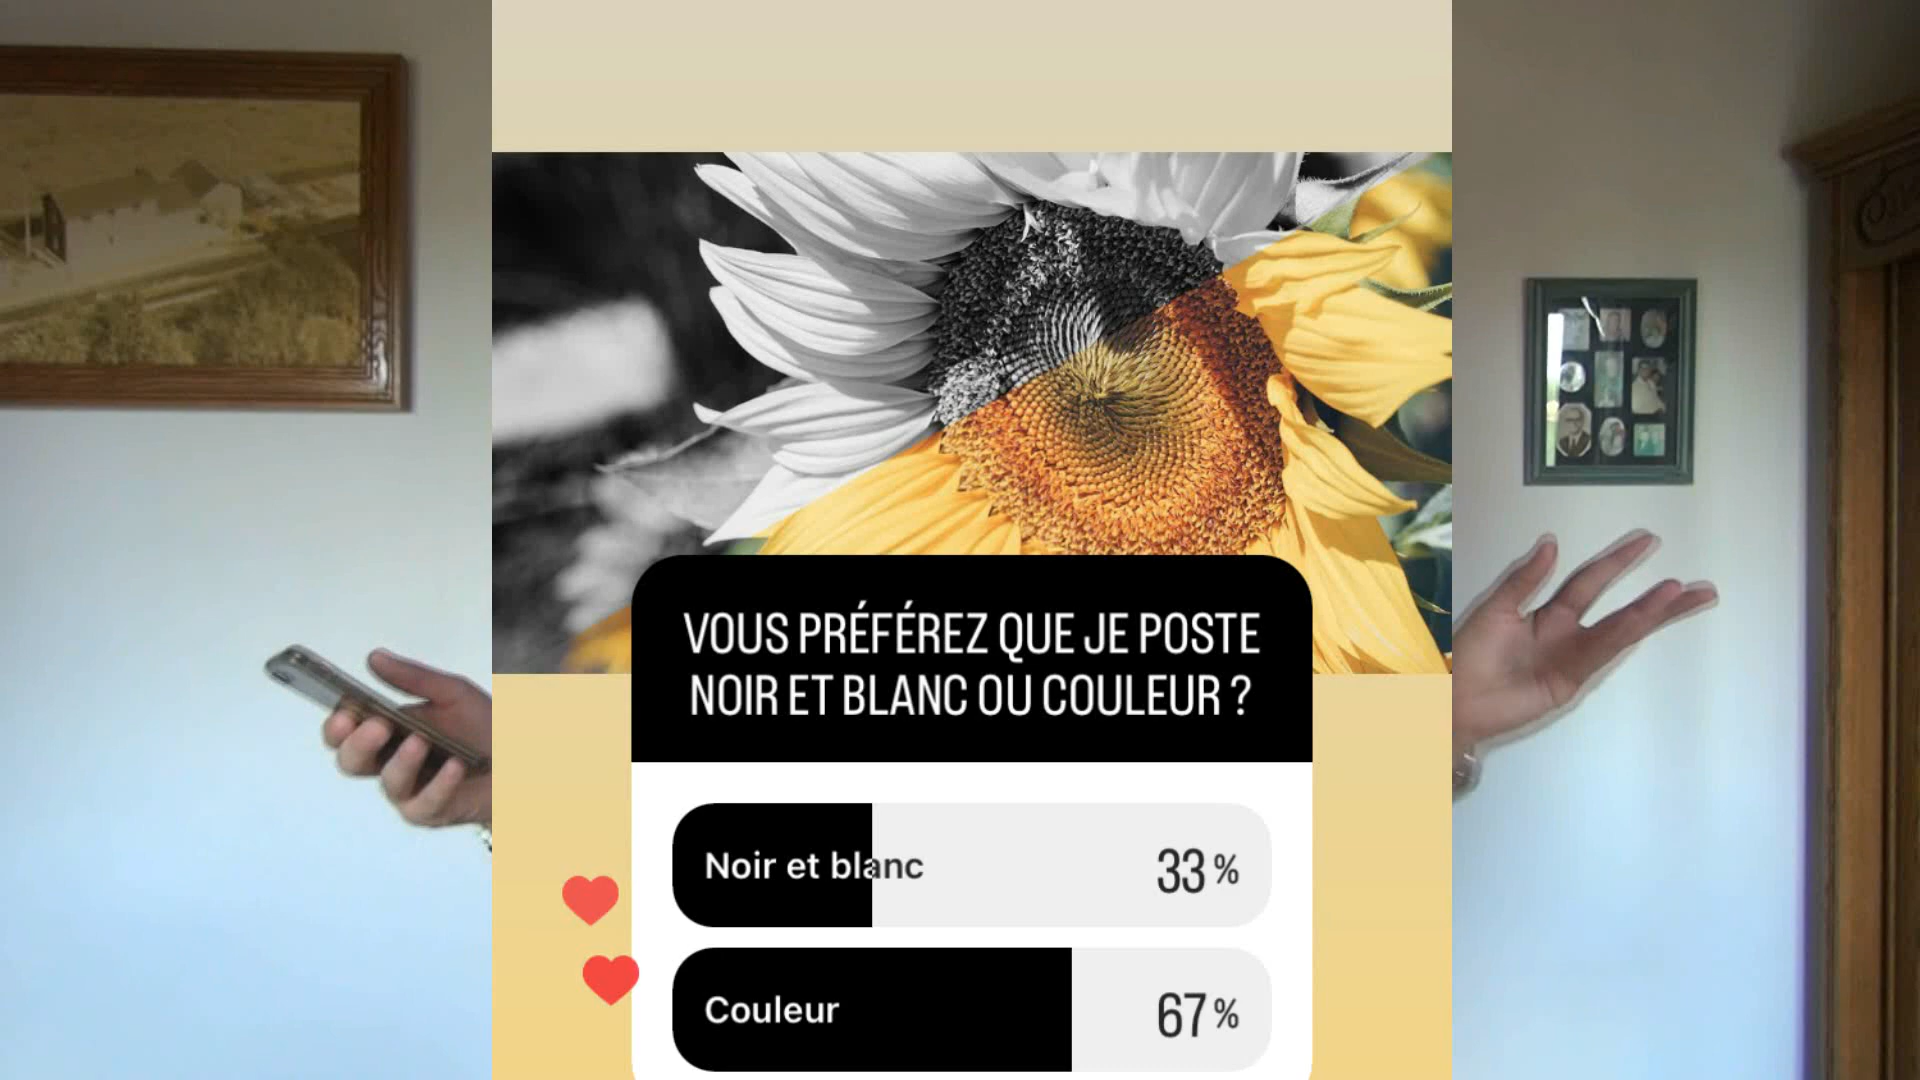 VOUS PRÉFÉREZ QUE JE POSTE
NOIR ET BLANC OU COULEUR ?
Noir et blanc 33 %
Couleur 67 %